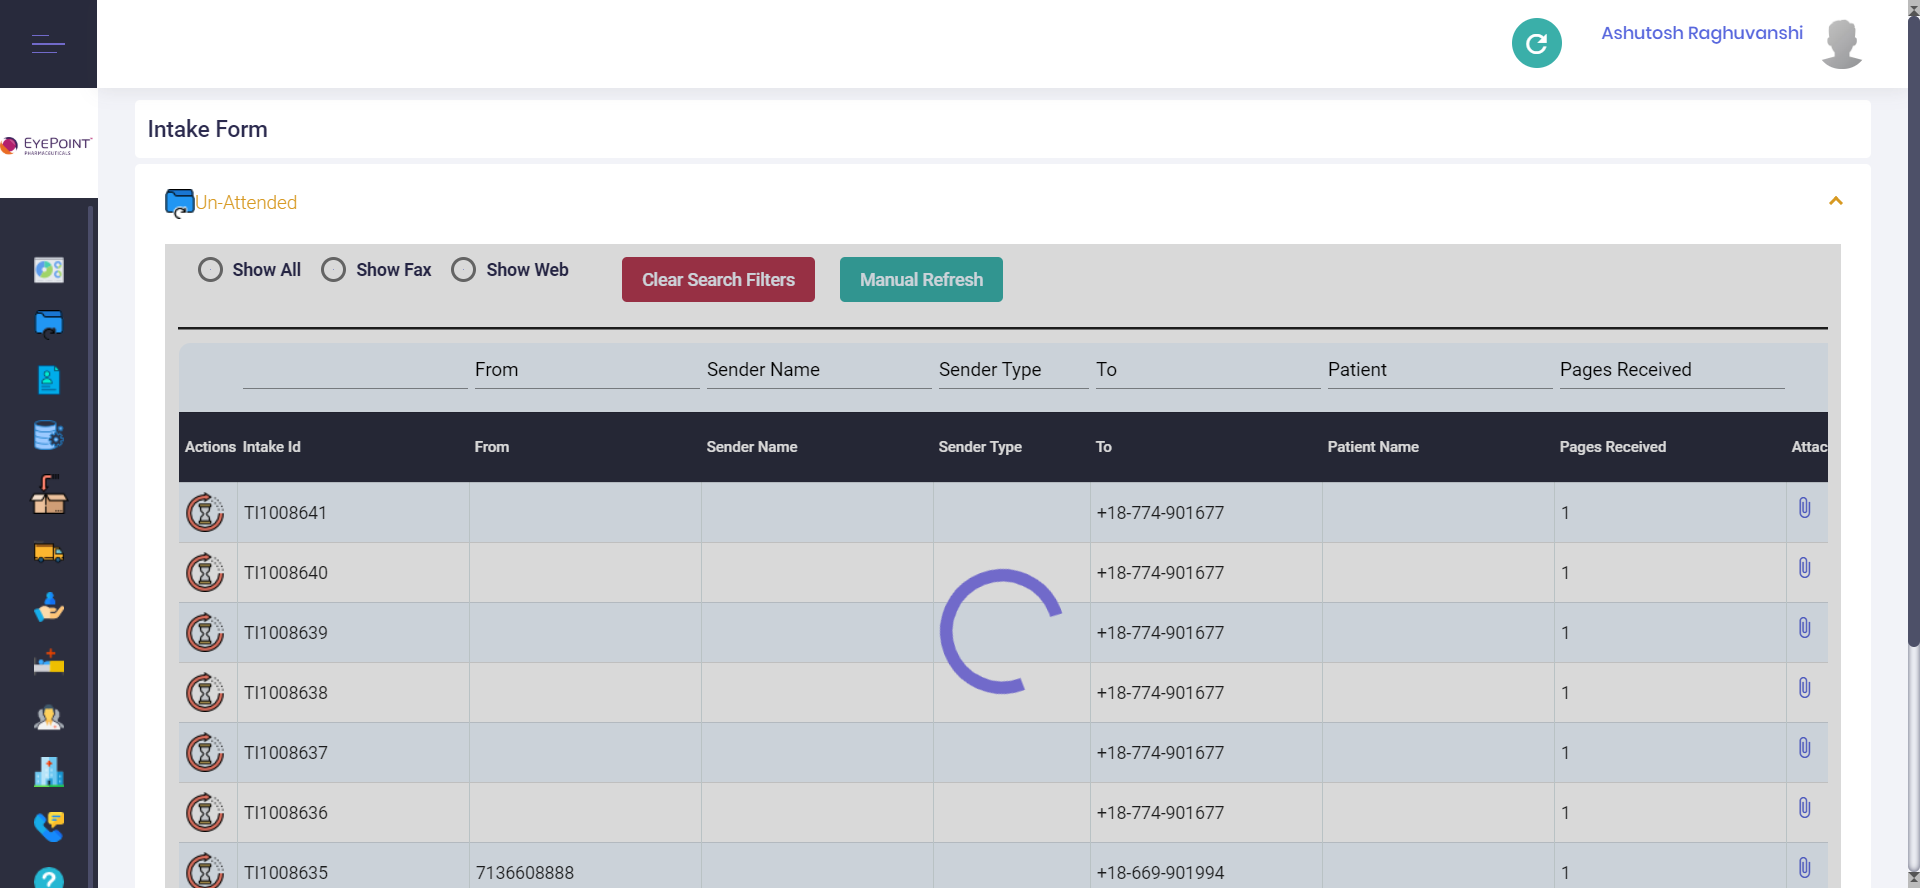 Ashutosh Raghuvanshi
EYEPOINT
PHARMACEUTICALS
Intake Form
Un-Attended
Show All Show Fax Show Web Clear Search Filters Manual Refresh
From Sender Name Sender Type To Patient Pages Received
Actions Intake Id From Sender Name Sender Type To Patient Name Pages Received Attac
TI1008641 +18-774-901677 1
TI1008640 +18-774-901677 1
TI1008639 +18-774-901677 1
TI1008638 +18-774-901677 1
TI1008637 +18-774-901677 1
TI1008636 +18-774-901677 1
TI1008635 7136608888 +18-669-901994 1